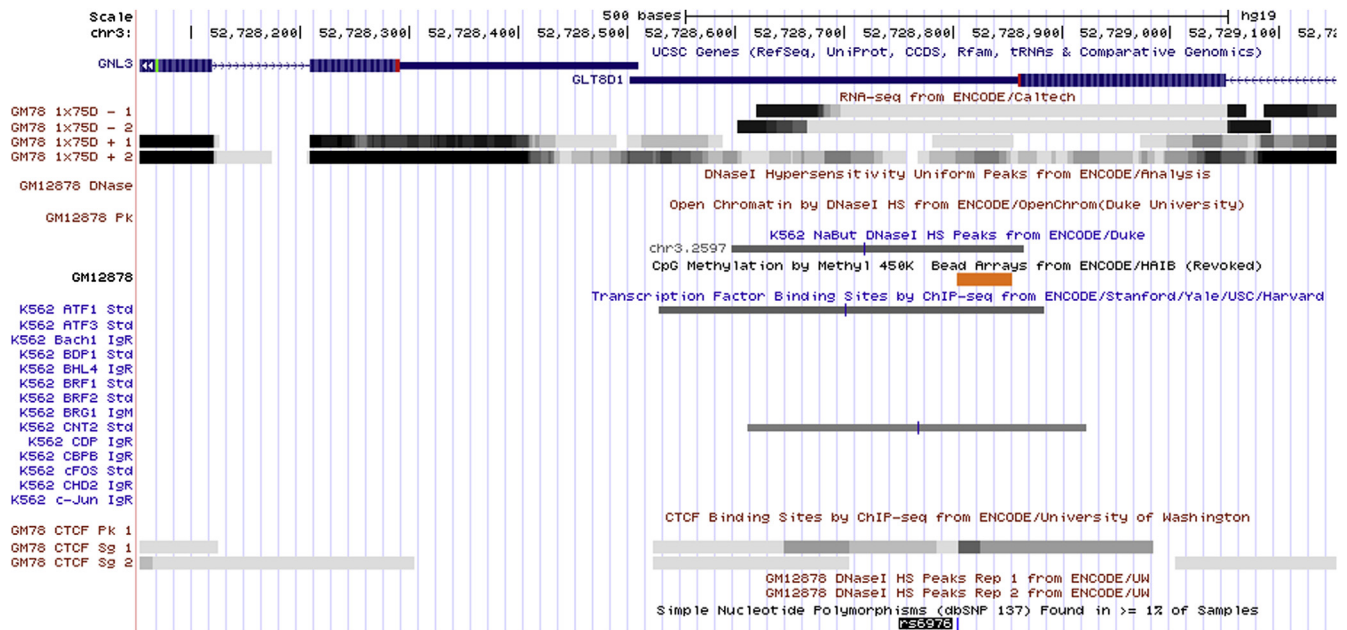 Scale 500 bases hg19
chr3: 52,728,200 52,728,300 52,728,400 52,728,500 52,728,600 52,728,700 52,728,800 52,728,900 52,729,000 52,729,100 52,72
UCSC Genes (RefSeq, UniProt, CCDS, Rfam, tRNAs & Comparative Genomics)
GNL3
GLT8D1
RNA-seq from ENCODE/Caltech
GM78 1x75D - 1
GM78 1x75D - 2
GM78 1x75D + 1
GM78 1x75D + 2
DNaseI Hypersensitivity Uniform Peaks from ENCODE/Analysis
GM12878 DNase
Open Chromatin by DNaseI HS from ENCODE/OpenChrom(Duke University)
GM12878 Pk
K562 NaBut DNaseI HS Peaks from ENCODE/Duke
chr3.2597
CpG Methylation by Methyl 450K Bead Arrays from ENCODE/HAIB (Revoked)
GM12878
Transcription Factor Binding Sites by ChIP-seq from ENCODE/Stanford/Yale/USC/Harvard
K562 ATF1 Std
K562 ATF3 Std
K562 Bach1 IgR
K562 BDP1 Std
K562 BHL4 IgR
K562 BRF1 Std
K562 BRF2 Std
K562 BRG1 IgM
K562 CNT2 Std
K562 CDP IgR
K562 CBPB IgR
K562 cFOS Std
K562 CHD2 IgR
K562 c-Jun IgR
CTCF Binding Sites by ChIP-seq from ENCODE/University of Washington
GM78 CTCF Pk 1
GM78 CTCF Sg 1
GM78 CTCF Sg 2
GM12878 DNaseI HS Peaks Rep 1 from ENCODE/UW
GM12878 DNaseI HS Peaks Rep 2 from ENCODE/UW
Simple Nucleotide Polymorphisms (dbSNP 137) Found in >= 1% of Samples
rs6976